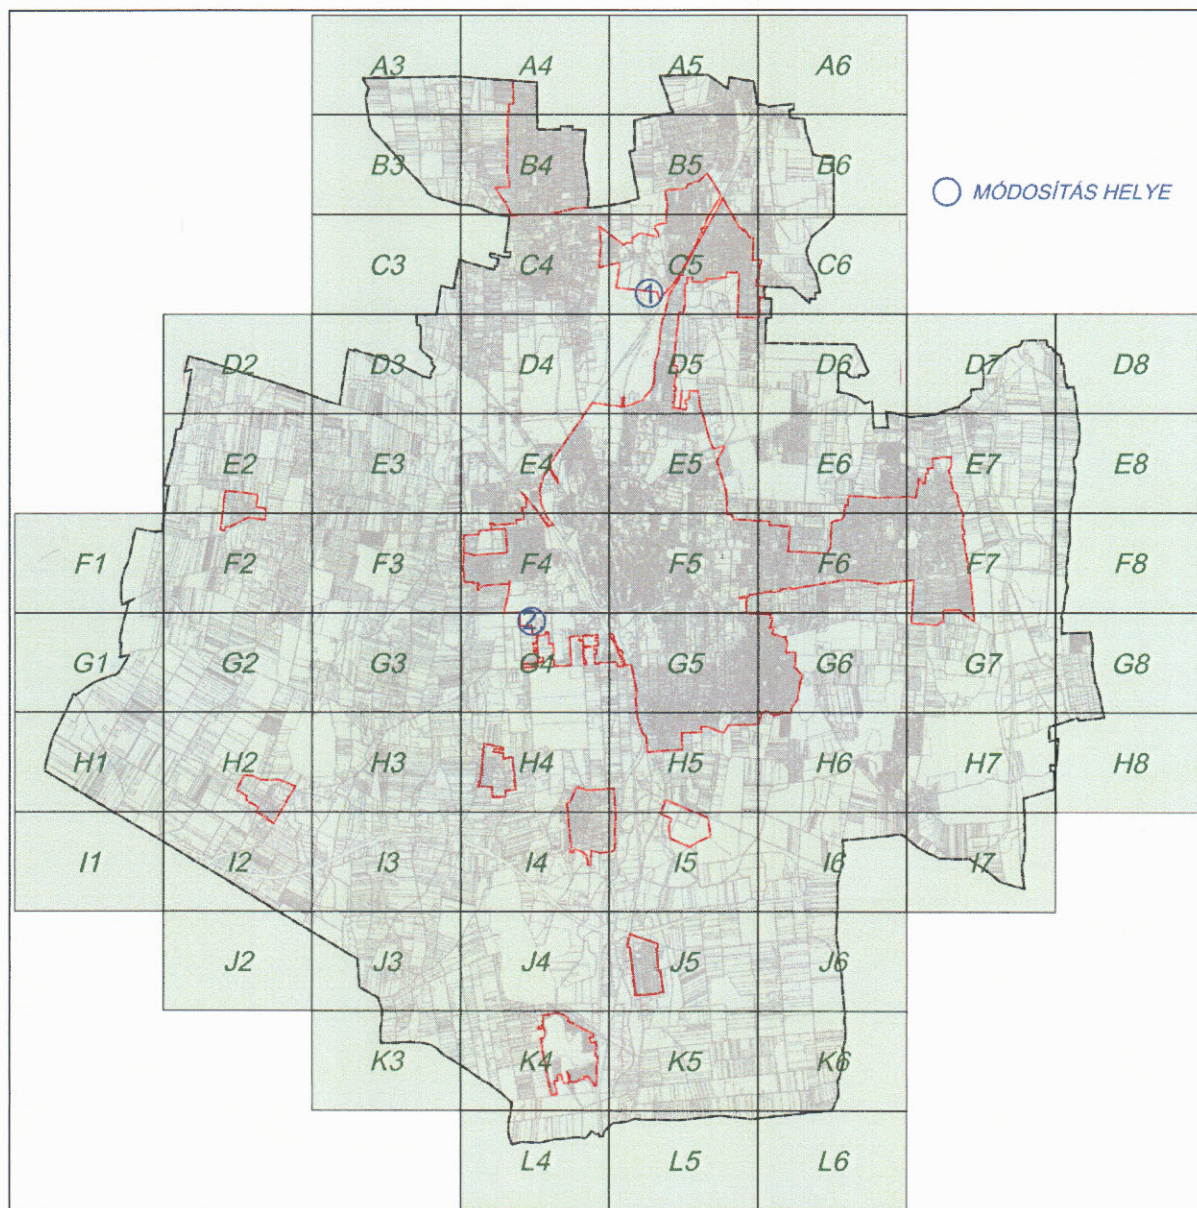 A3 A4 A5 A6
B3 B4 B5 B6
MÓDOSÍTÁS HELYE
C3 C4 C5 C6
1
D2 D3 D4 D5 D6 D7 D8
E2 E3 E4 E5 E6 E7 E8
F1 F2 F3 F4 F5 F6 F7 F8
2
G1 G2 G3 G4 G5 G6 G7 G8
H1 H2 H3 H4 H5 H6 H7 H8
I1 I2 I3 I4 I5 I6 I7
J2 J3 J4 J5 J6
K3 K4 K5 K6
L4 L5 L6